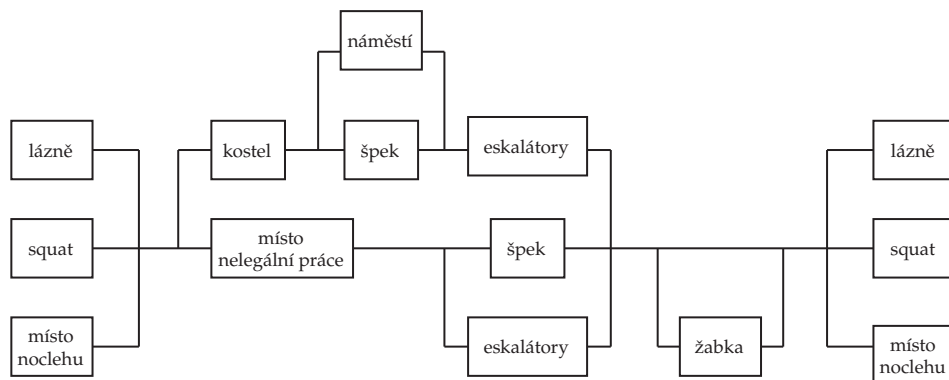 náměstí
lázně
kostel
špek
eskalátory
lázně
squat
místo
nelegální práce
špek
squat
místo
noclehu
eskalátory
žabka
místo
noclehu